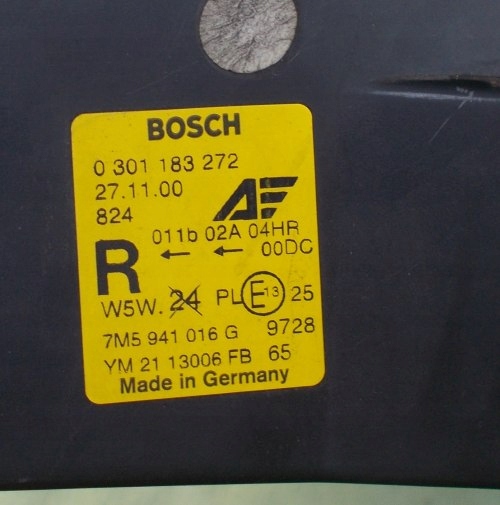 BOSCH
0 301 183 272
27.11.00
824 AF
011b 02A 04HR
R ← ← 00DC
W5W. 24 PL E13 25
7M5 941 016 G 9728
YM 21 13006 FB 65
Made in Germany